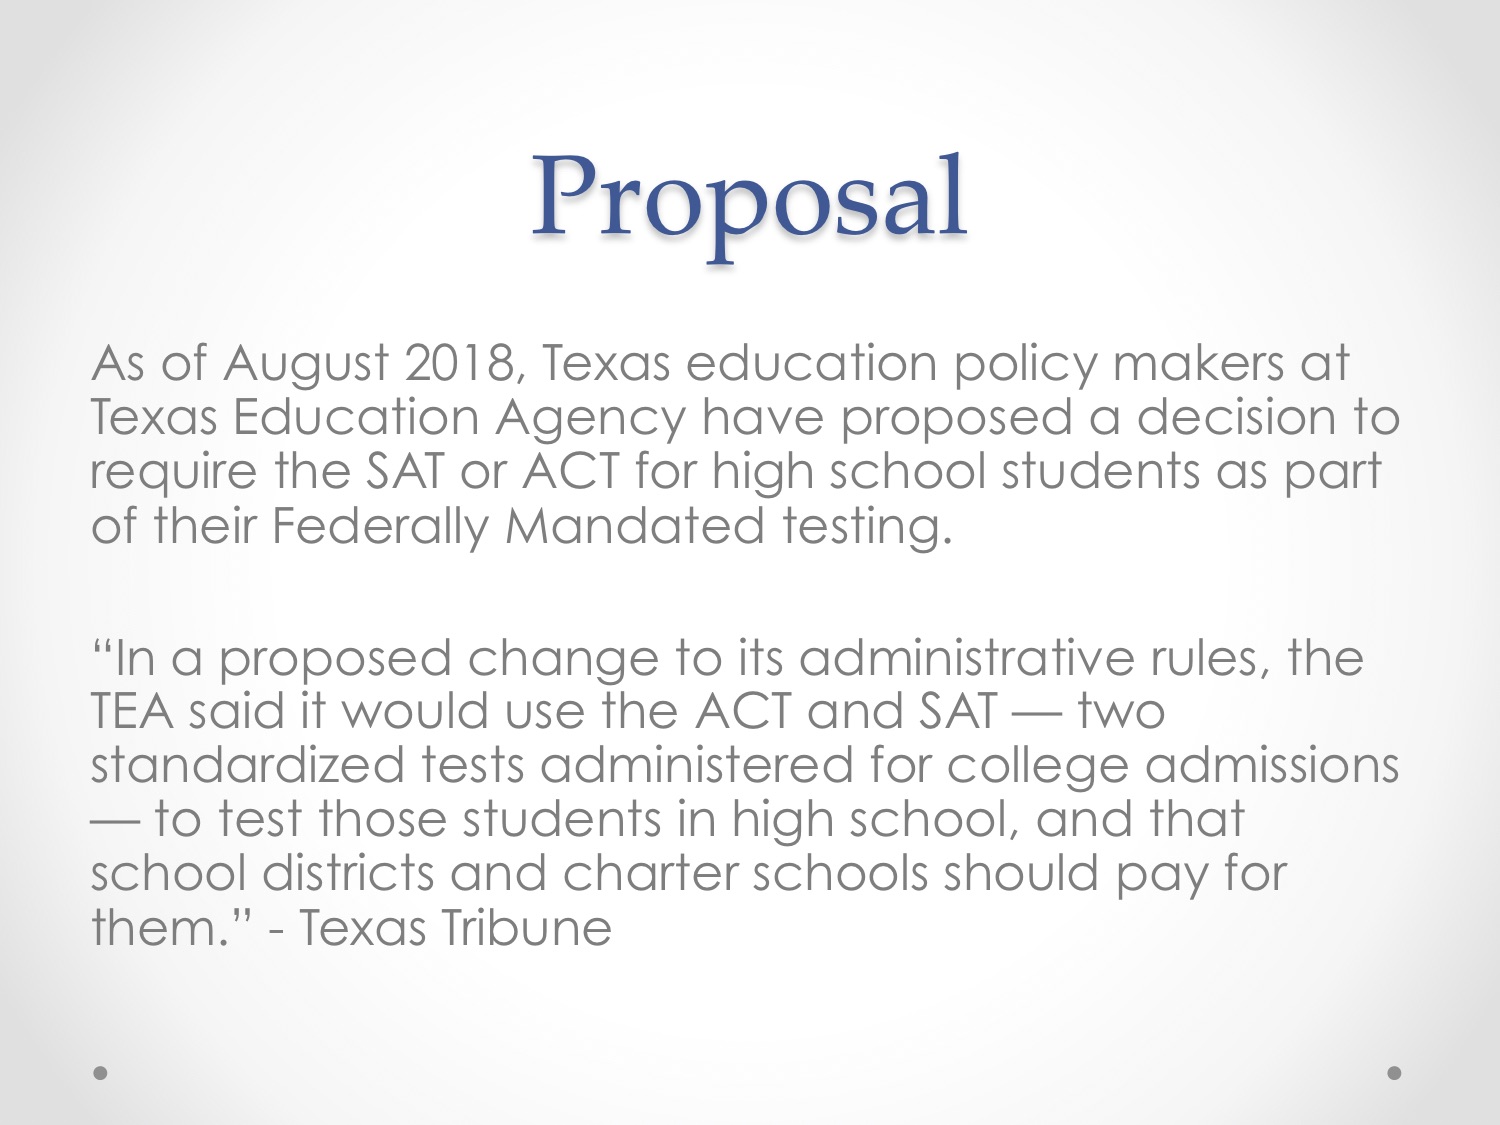 Proposal
As of August 2018, Texas education policy makers at
Texas Education Agency have proposed a decision to
require the SAT or ACT for high school students as part
of their Federally Mandated testing.
“In a proposed change to its administrative rules, the
TEA said it would use the ACT and SAT — two
standardized tests administered for college admissions
— to test those students in high school, and that
school districts and charter schools should pay for
them.” - Texas Tribune